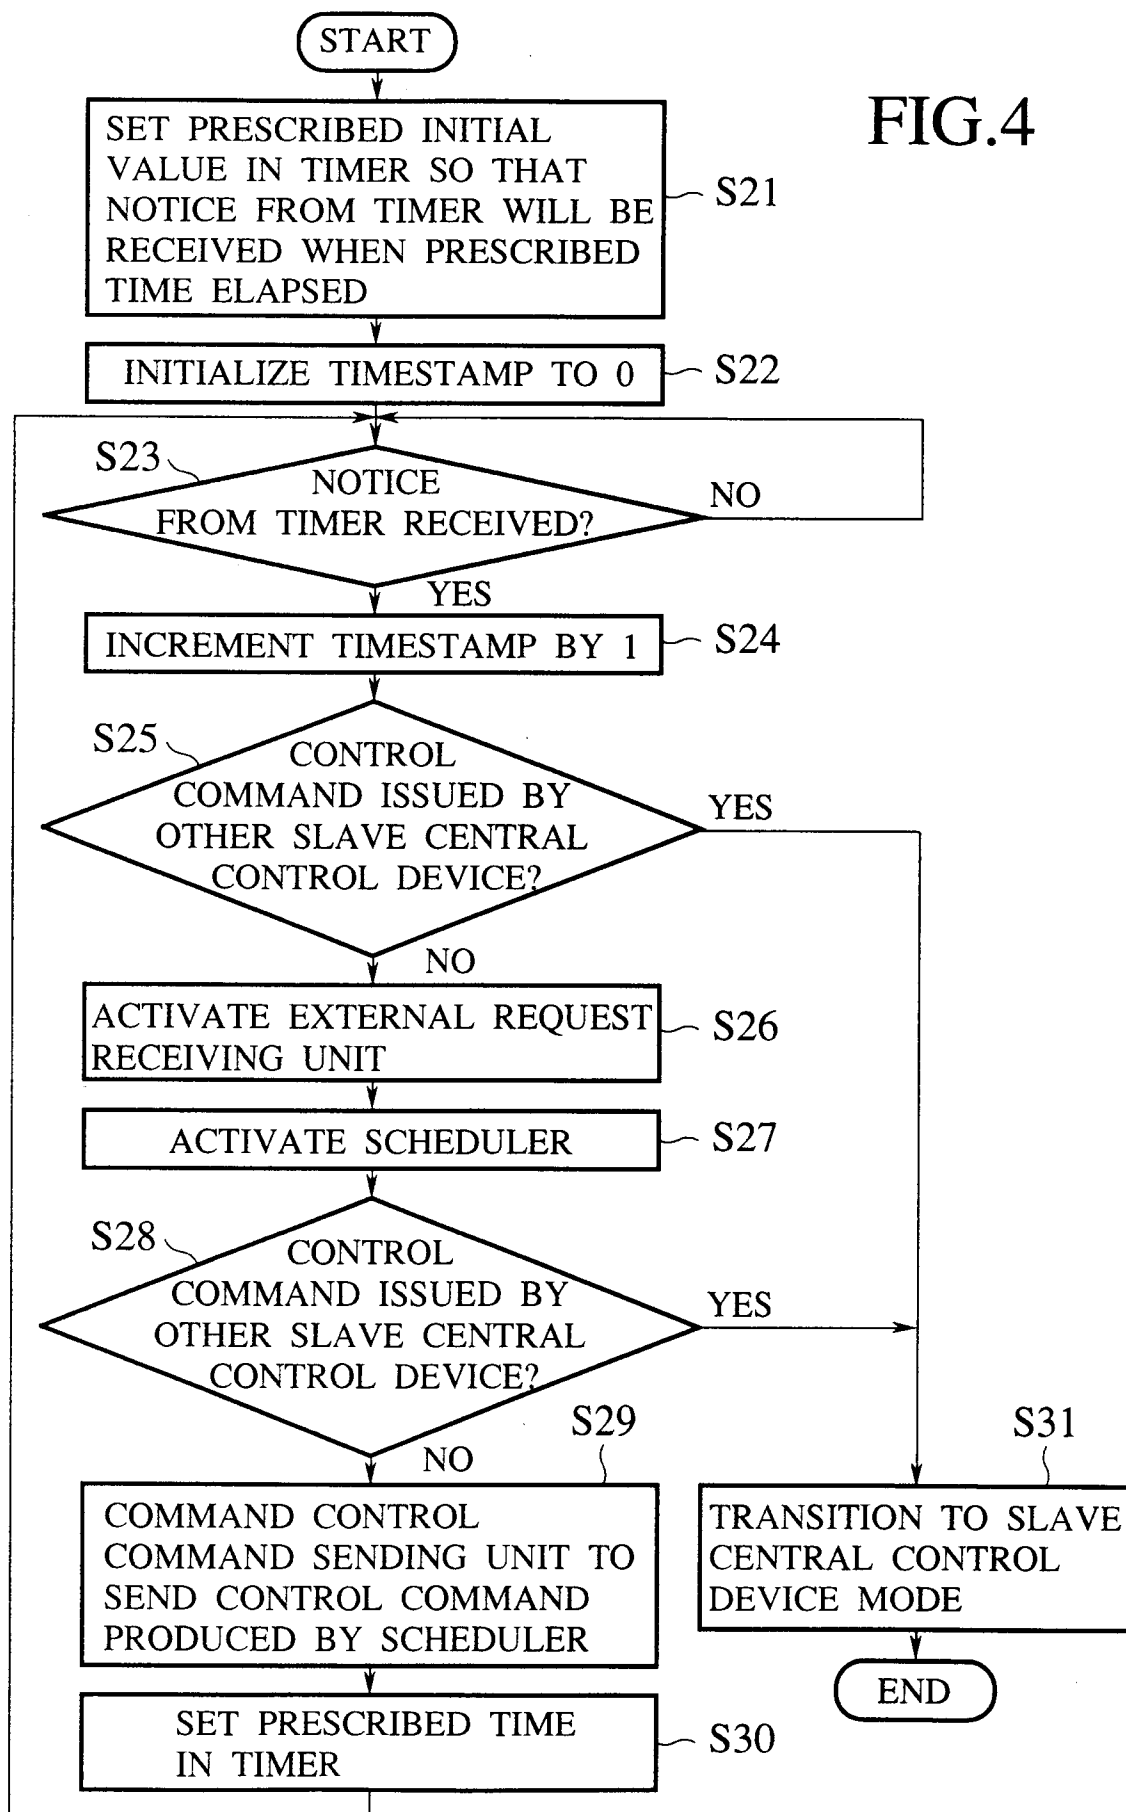 START
FIG.4
SET PRESCRIBED INITIAL
VALUE IN TIMER SO THAT
NOTICE FROM TIMER WILL BE
RECEIVED WHEN PRESCRIBED
TIME ELAPSED
S21
INITIALIZE TIMESTAMP TO 0
S22
S23
NOTICE
FROM TIMER RECEIVED?
NO
YES
INCREMENT TIMESTAMP BY 1
S24
S25
CONTROL
COMMAND ISSUED BY
OTHER SLAVE CENTRAL
CONTROL DEVICE?
YES
NO
ACTIVATE EXTERNAL REQUEST
RECEIVING UNIT
S26
ACTIVATE SCHEDULER
S27
S28
CONTROL
COMMAND ISSUED BY
OTHER SLAVE CENTRAL
CONTROL DEVICE?
YES
NO
S29
COMMAND CONTROL
COMMAND SENDING UNIT TO
SEND CONTROL COMMAND
PRODUCED BY SCHEDULER
S31
TRANSITION TO SLAVE
CENTRAL CONTROL
DEVICE MODE
END
SET PRESCRIBED TIME
IN TIMER
S30